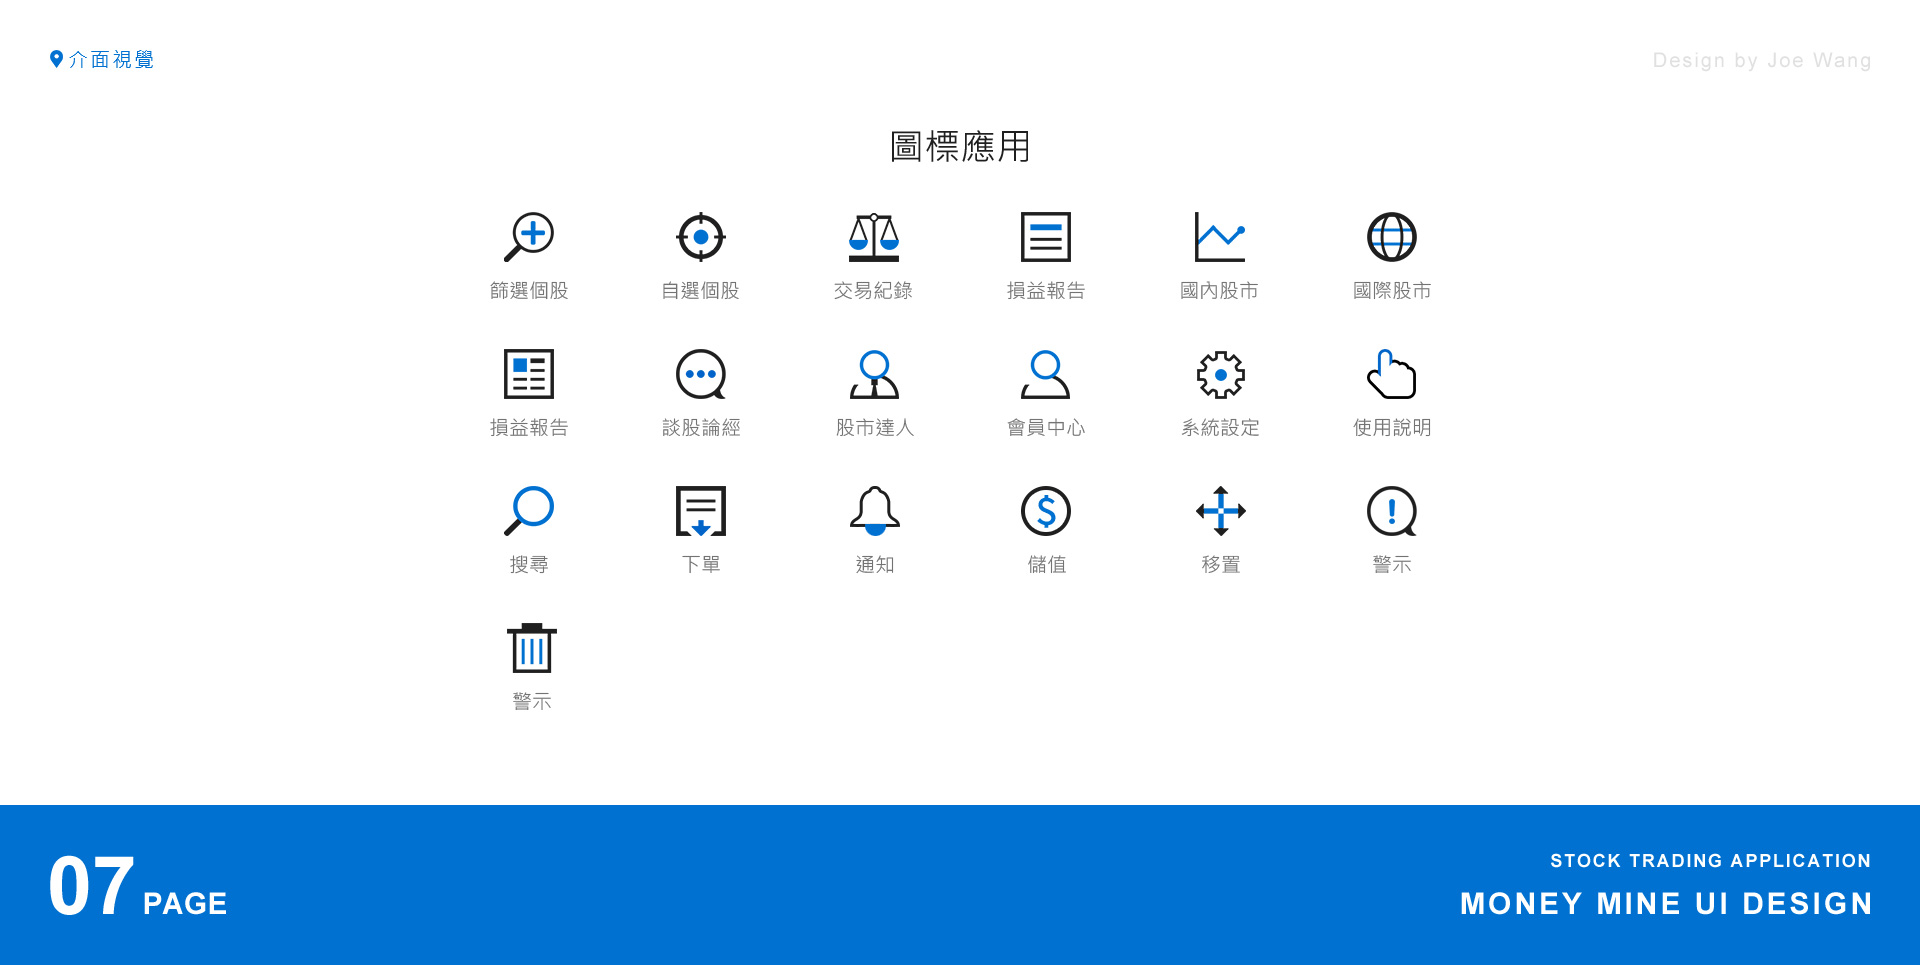 介面視覺
Design by Joe Wang
圖標應用
篩選個股
自選個股
交易紀錄
損益報告
國內股市
國際股市
損益報告
談股論經
股市達人
會員中心
系統設定
使用說明
搜尋
下單
通知
儲值
移置
警示
警示
07 PAGE
STOCK TRADING APPLICATION
MONEY MINE UI DESIGN